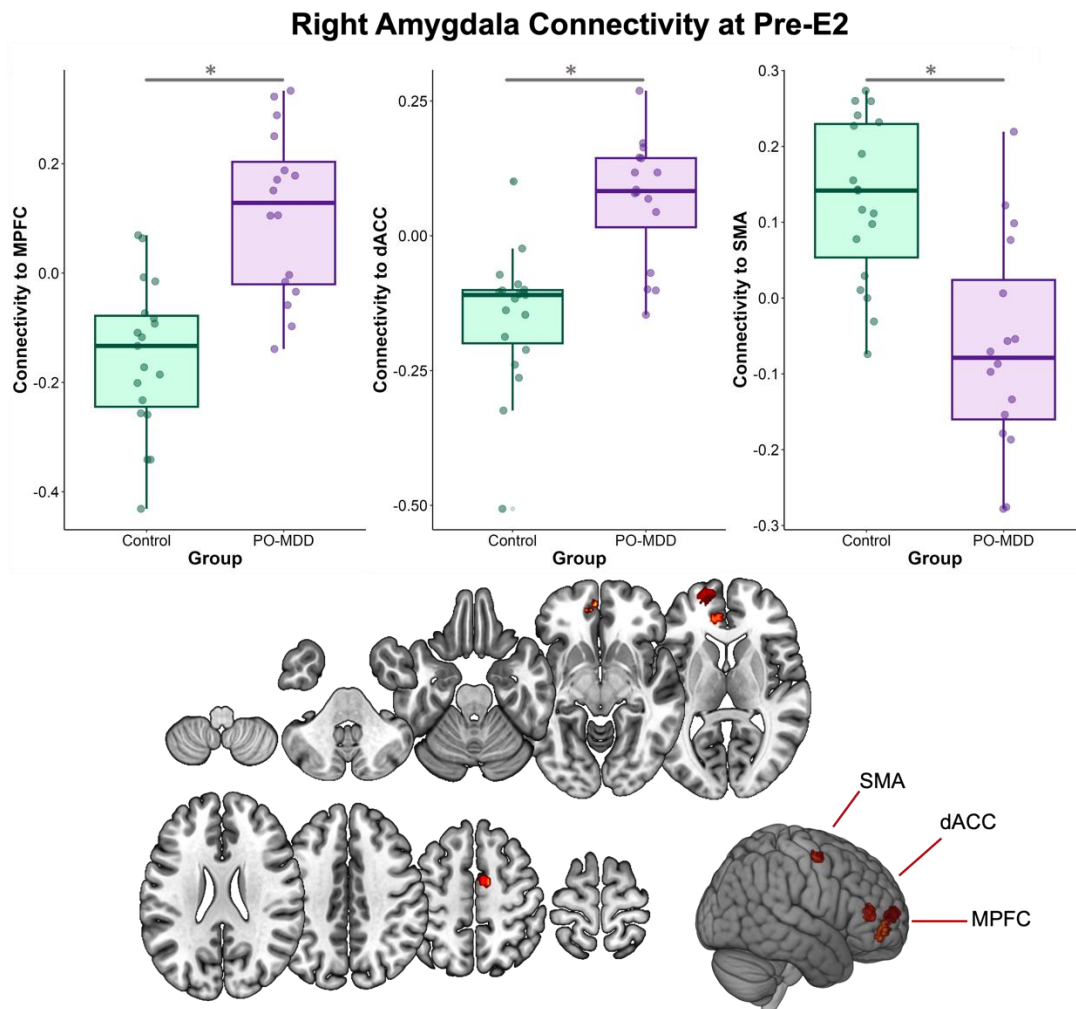 Right Amygdala Connectivity at Pre-E2
*
*
*
Connectivity to MPFC
0.2
0.0
-0.2
-0.4
Control
PO-MDD
Group
Connectivity to dACC
0.25
0.00
-0.25
-0.50
Control
PO-MDD
Group
Connectivity to SMA
0.3
0.2
0.1
0.0
-0.1
-0.2
-0.3
Control
PO-MDD
Group
SMA
dACC
MPFC